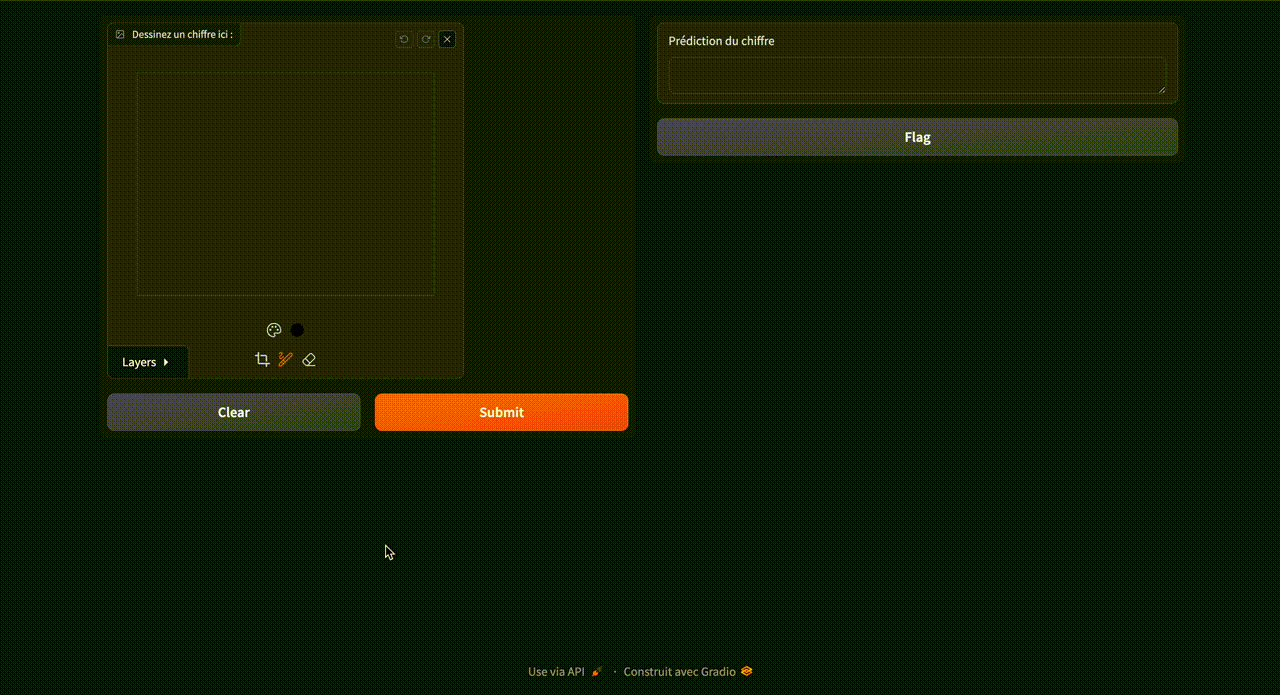 Dessinez un chiffre ici :
Layers
Clear
Submit
Prédiction du chiffre
Flag
Use via API · Construit avec Gradio